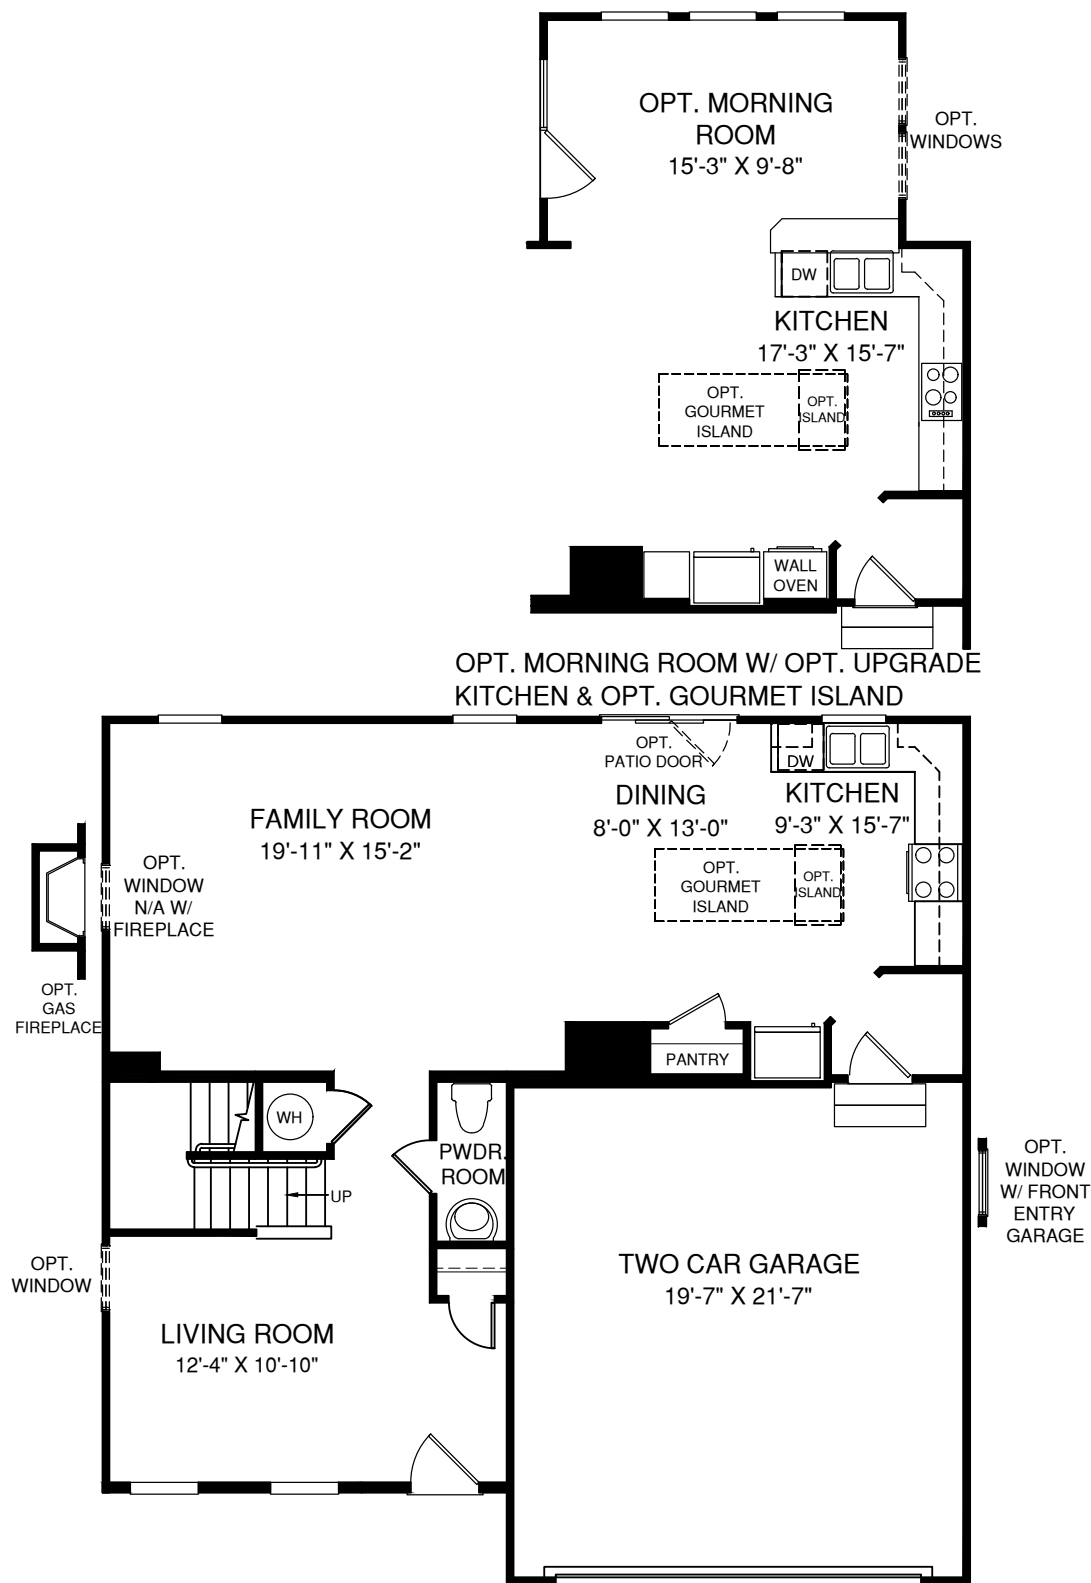 OPT. MORNING
ROOM
15'-3" X 9'-8"
OPT.
WINDOWS
DW
KITCHEN
17'-3" X 15'-7"
OPT.
GOURMET
ISLAND
OPT.
ISLAND
WALL
OVEN
OPT. MORNING ROOM W/ OPT. UPGRADE
KITCHEN & OPT. GOURMET ISLAND
OPT.
PATIO DOOR
DW
DINING
8'-0" X 13'-0"
KITCHEN
9'-3" X 15'-7"
FAMILY ROOM
19'-11" X 15'-2"
OPT.
WINDOW
N/A W/
FIREPLACE
OPT.
GOURMET
ISLAND
OPT.
ISLAND
OPT.
GAS
FIREPLACE
PANTRY
WH
PWDR.
ROOM
UP
OPT.
WINDOW
W/ FRONT
ENTRY
GARAGE
OPT.
WINDOW
TWO CAR GARAGE
19'-7" X 21'-7"
LIVING ROOM
12'-4" X 10'-10"